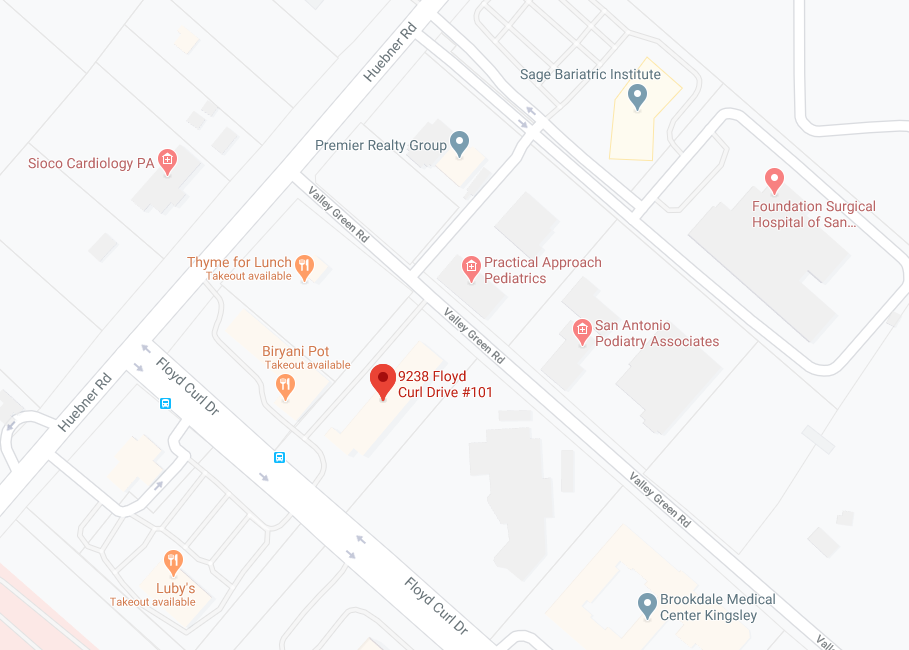 Huebner Rd
Sage Bariatric Institute
Premier Realty Group
Sioco Cardiology PA
Foundation Surgical
Hospital of San...
Valley Green Rd
Thyme for Lunch
Takeout available
Practical Approach
Pediatrics
Valley Green Rd
San Antonio
Podiatry Associates
Biryani Pot
Takeout available
Floyd Curl Dr
9238 Floyd
Curl Drive #101
Huebner Rd
Valley Green Rd
Luby's
Takeout available
Floyd Curl Dr
Brookdale Medical
Center Kingsley